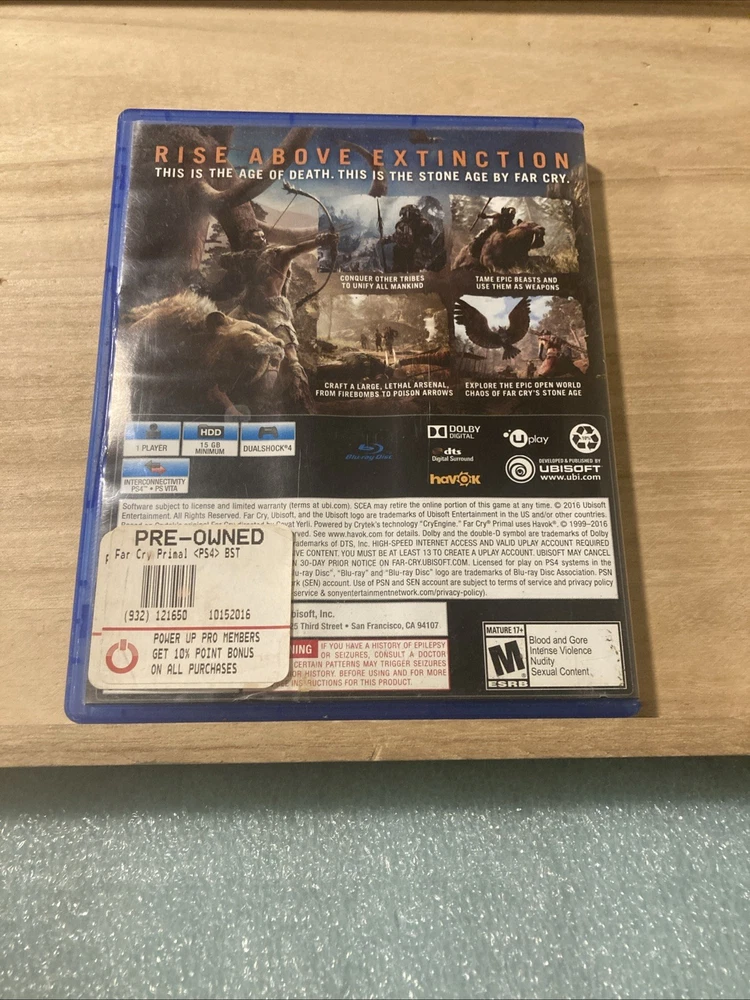 RISE ABOVE EXTINCTION
THIS IS THE AGE OF DEATH. THIS IS THE STONE AGE BY FAR CRY.
CONQUER OTHER TRIBES
TO UNIFY ALL MANKIND
TAME EPIC BEASTS AND
USE THEM AS WEAPONS
CRAFT A LARGE, LETHAL ARSENAL,
FROM FIREBOMBS TO POISON ARROWS
EXPLORE THE EPIC OPEN WORLD
CHAOS OF FAR CRY'S STONE AGE
1 PLAYER
HDD
15 GB
MINIMUM
DUALSHOCK®4
INTERCONNECTIVITY
PS4™ • PS VITA
Blu-ray Disc
DOLBY
DIGITAL
dts
Digital Surround
havok
Uplay
DEVELOPED & PUBLISHED BY
UBISOFT
www.ubi.com
Software subject to license and limited warranty (terms at ubi.com). SCEA may retire the online portion of this game at any time. © 2016 Ubisoft
Entertainment. All Rights Reserved. Far Cry, Ubisoft, and the Ubisoft logo are trademarks of Ubisoft Entertainment in the US and/or other countries.
Cevat Yerli. Powered by Crytek's technology "CryEngine." Far Cry® Primal uses Havok®. © 1999–2016
See www.havok.com for details. Dolby and the double-D symbol are trademarks of Dolby
trademarks of DTS, Inc. HIGH-SPEED INTERNET ACCESS AND VALID UPLAY ACCOUNT REQUIRED
CONTENT. YOU MUST BE AT LEAST 13 TO CREATE A UPLAY ACCOUNT. UBISOFT MAY CANCEL
30-DAY PRIOR NOTICE ON FAR-CRY.UBISOFT.COM. Licensed for play on PS4 systems in the
Blu-ray Disc", "Blu-ray" and "Blu-ray Disc" logo are trademarks of Blu-ray Disc Association. PSN
(SEN) account. Use of PSN and SEN account are subject to terms of service and privacy policy
service & sonyentertainmentnetwork.com/privacy-policy).
Ubisoft, Inc.
Third Street • San Francisco, CA 94107
PRE-OWNED
Far Cry Primal <PS4> BST
(932) 121650 10152016
POWER UP PRO MEMBERS
GET 10% POINT BONUS
ON ALL PURCHASES
IF YOU HAVE A HISTORY OF EPILEPSY
OR SEIZURES, CONSULT A DOCTOR
CERTAIN PATTERNS MAY TRIGGER SEIZURES
HISTORY. BEFORE USING AND FOR MORE
INSTRUCTIONS FOR THIS PRODUCT.
MATURE 17+
M
ESRB
Blood and Gore
Intense Violence
Nudity
Sexual Content